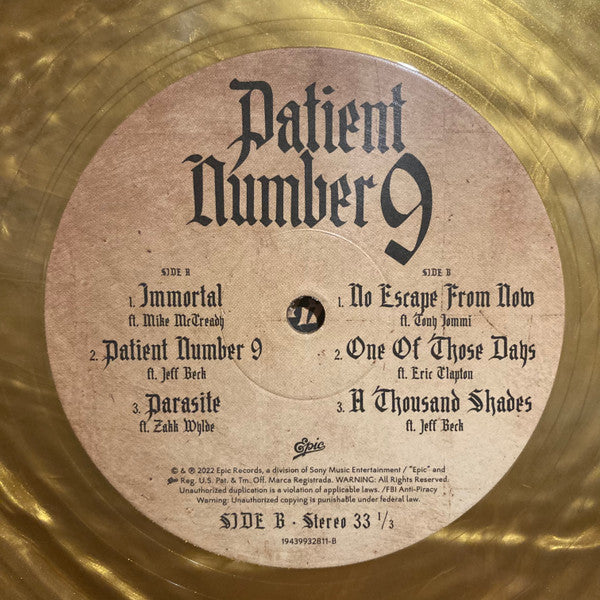 Patient
Number 9
SIDE A
1. Immortal
ft. Mike McCready
2. Patient Number 9
ft. Jeff Beck
3. Parasite
ft. Zakk Wylde
SIDE B
1. No Escape From Now
ft. Tony Iommi
2. One Of Those Days
ft. Eric Clapton
3. A Thousand Shades
ft. Jeff Beck
Epic
© & ℗ 2022 Epic Records, a division of Sony Music Entertainment / "Epic" and
Epic Reg. U.S. Pat. & Tm. Off. Marca Registrada. WARNING: All Rights Reserved.
Unauthorized duplication is a violation of applicable laws. /FBI Anti-Piracy
Warning: Unauthorized copying is punishable under federal law.
SIDE B · Stereo 33 1/3
19439932811-B